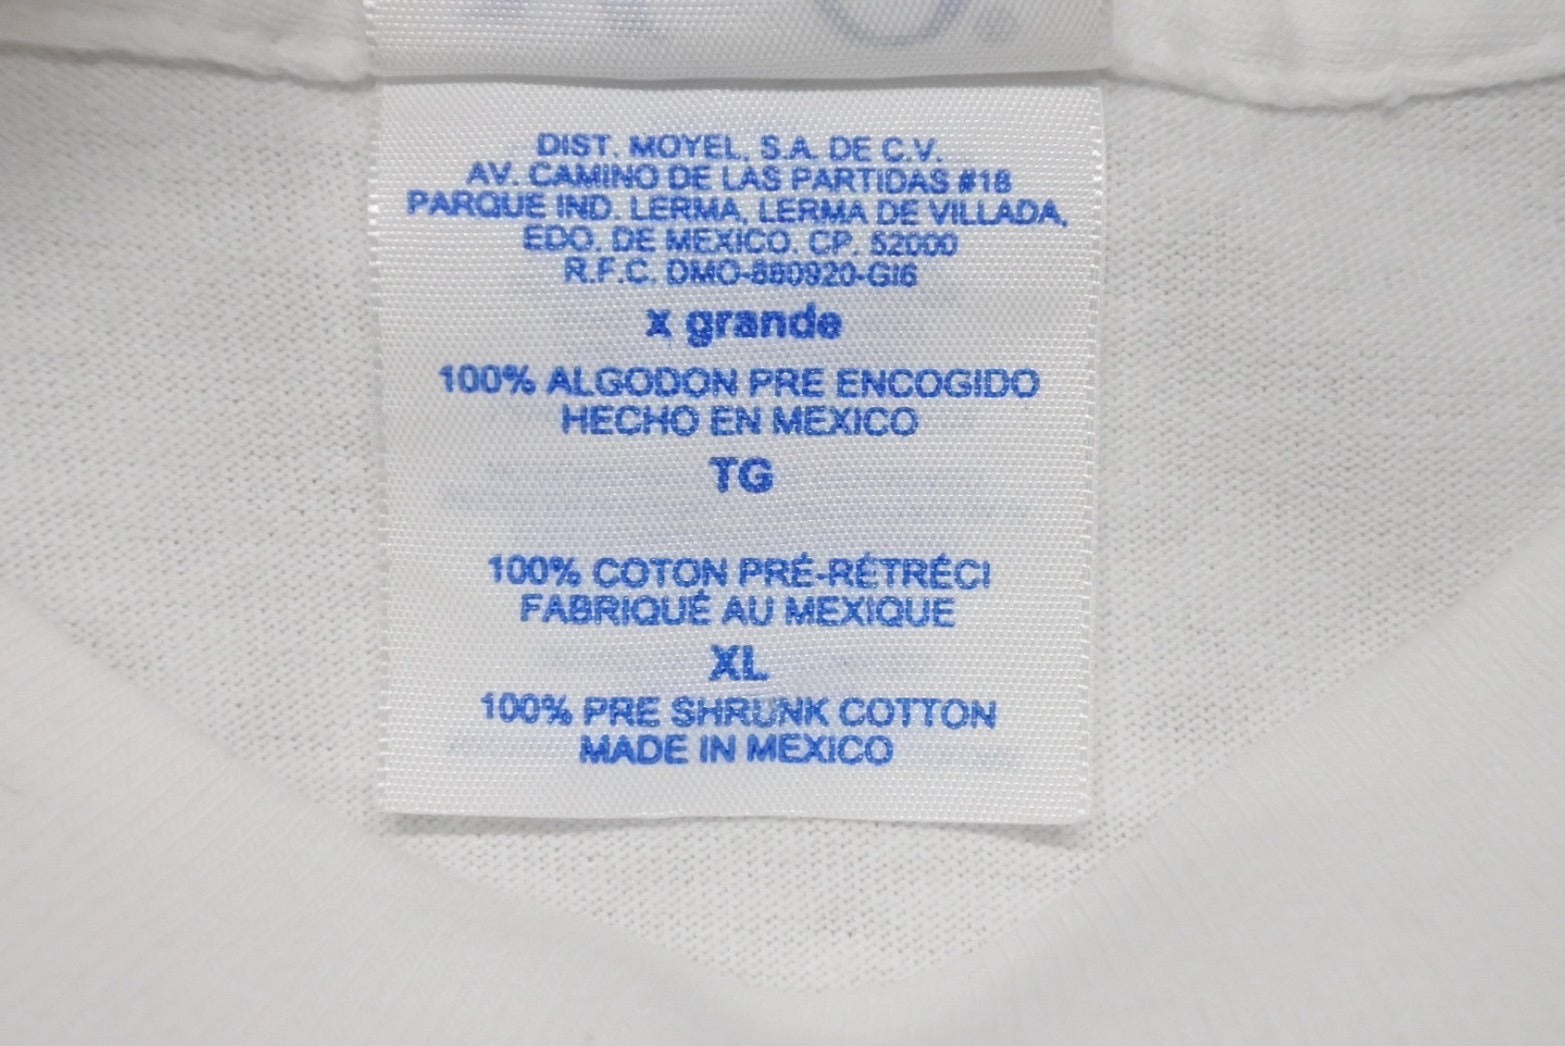 DIST. MOYEL, S.A. DE C.V.
AV. CAMINO DE LAS PARTIDAS #18
PARQUE IND. LERMA, LERMA DE VILLADA,
EDO. DE MEXICO. CP. 52000
R.F.C. DMO-880920-GI6
x grande
100% ALGODON PRE ENCOGIDO
HECHO EN MEXICO
TG
100% COTON PRÉ-RÉTRÉCI
FABRIQUÉ AU MEXIQUE
XL
100% PRE SHRUNK COTTON
MADE IN MEXICO